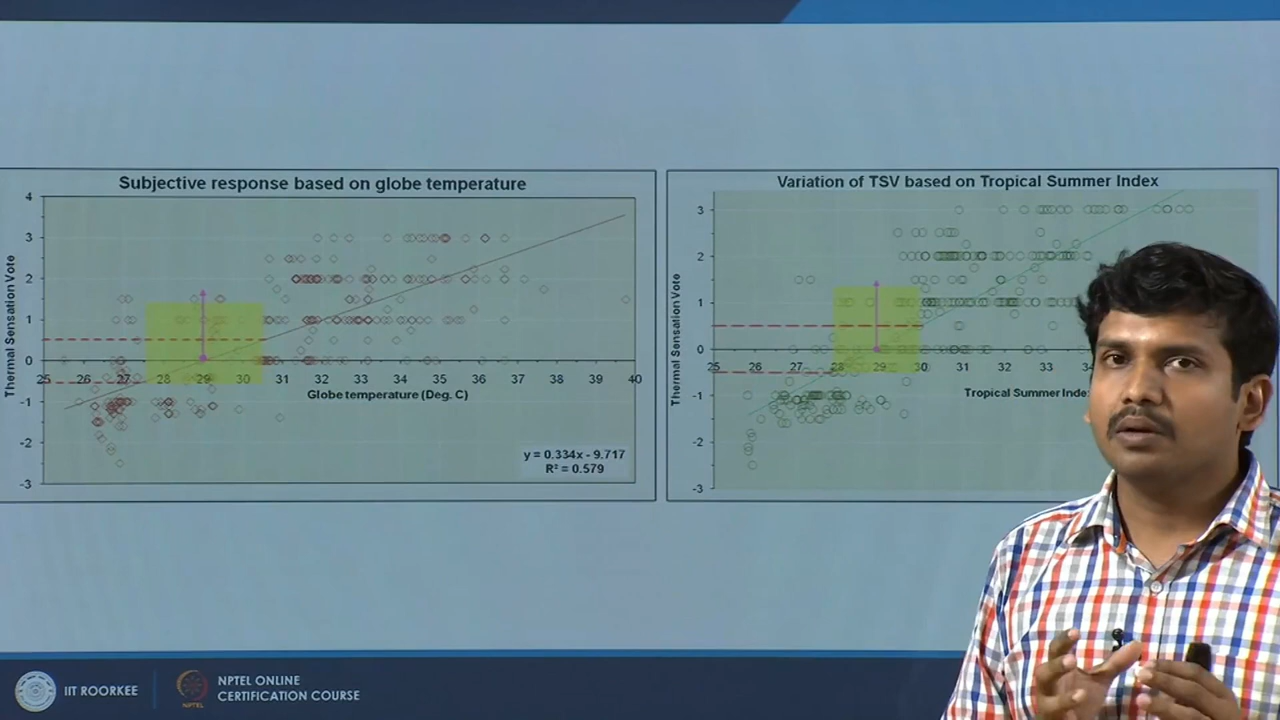 Subjective response based on globe temperature
4
3
2
1
0
-1
-2
-3
25 26 27 28 29 30 31 32 33 34 35 36 37 38 39 40
Thermal Sensation Vote
Globe temperature (Deg. C)
y = 0.334x - 9.717
R² = 0.579
Variation of TSV based on Tropical Summer Index
3
2
1
0
-1
-2
-3
25 26 27 28 29 30 31 32 33
Thermal Sensation Vote
Tropical Summer
IIT ROORKEE
NPTEL ONLINE
CERTIFICATION COURSE
NPTEL